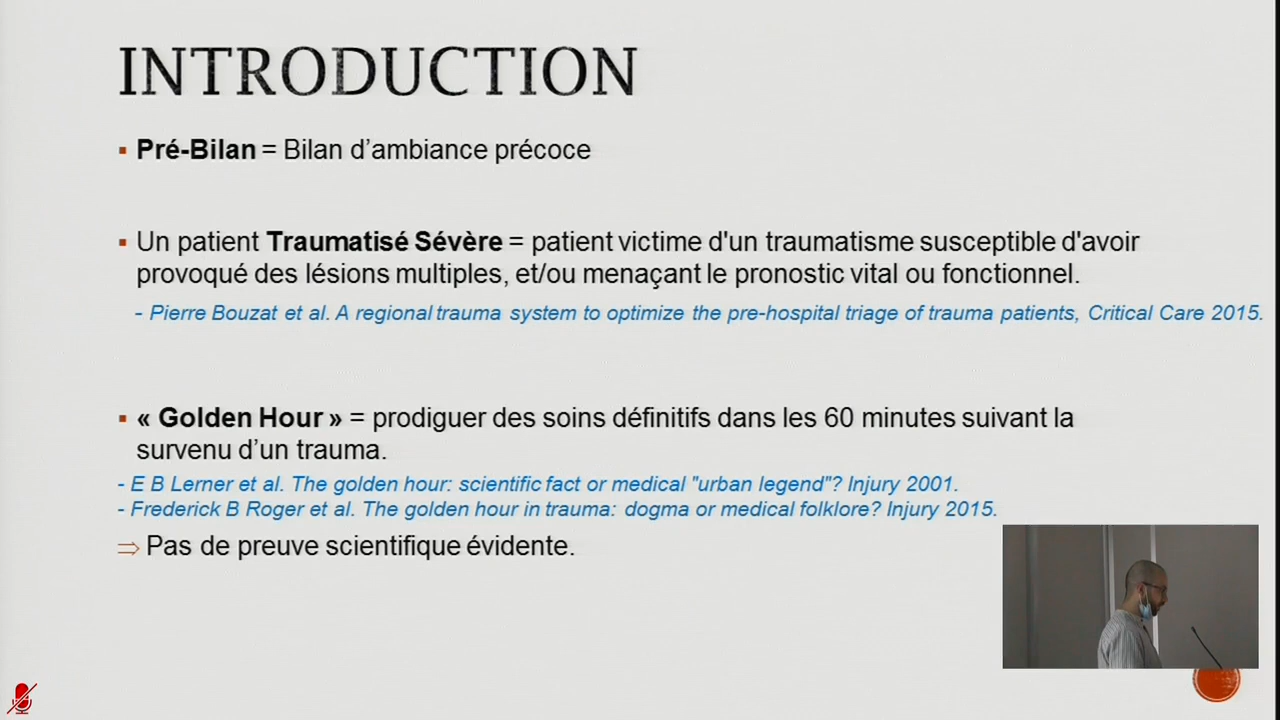 INTRODUCTION
▪ Pré-Bilan = Bilan d’ambiance précoce
▪ Un patient Traumatisé Sévère = patient victime d'un traumatisme susceptible d'avoir
provoqué des lésions multiples, et/ou menaçant le pronostic vital ou fonctionnel.
- Pierre Bouzat et al. A regional trauma system to optimize the pre-hospital triage of trauma patients, Critical Care 2015.
▪ « Golden Hour » = prodiguer des soins définitifs dans les 60 minutes suivant la
survenu d’un trauma.
- E B Lerner et al. The golden hour: scientific fact or medical "urban legend"? Injury 2001.
- Frederick B Roger et al. The golden hour in trauma: dogma or medical folklore? Injury 2015.
⇒ Pas de preuve scientifique évidente.